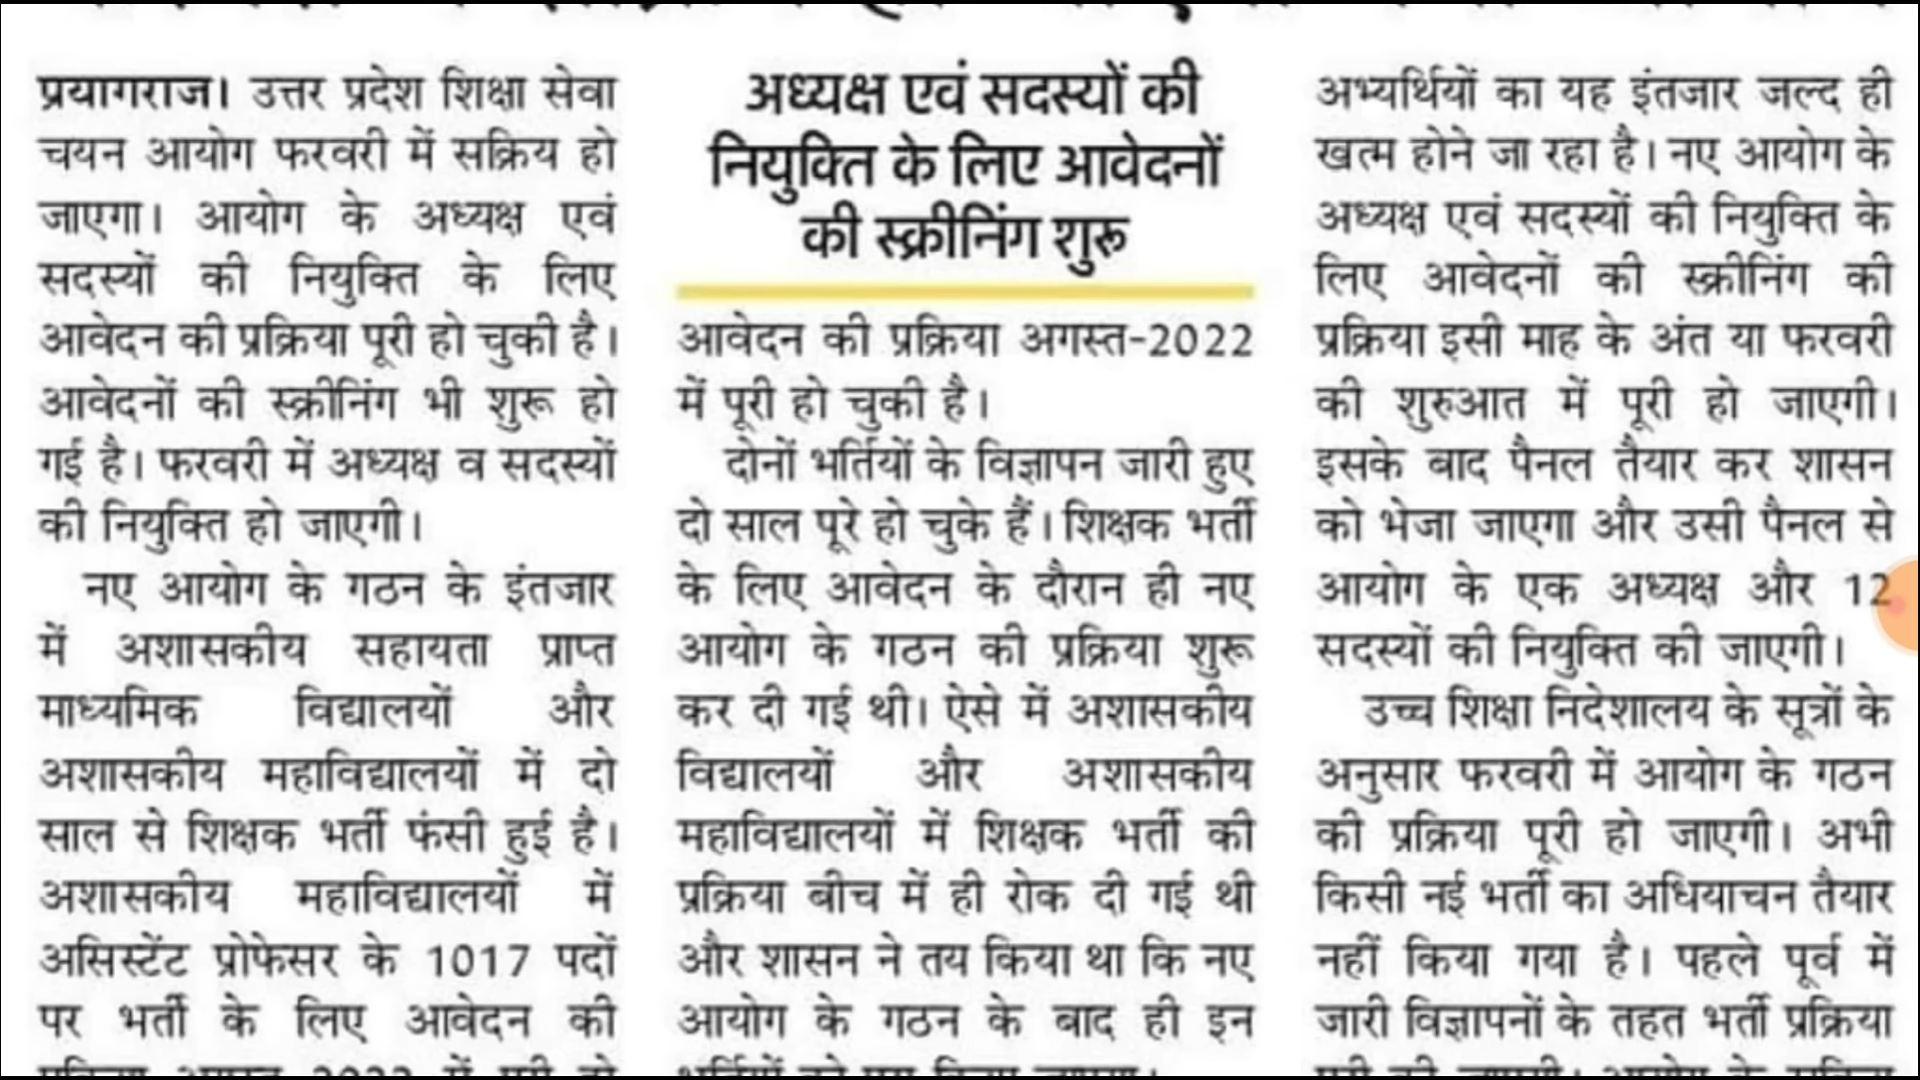 प्रयागराज। उत्तर प्रदेश शिक्षा सेवा
चयन आयोग फरवरी में सक्रिय हो
जाएगा। आयोग के अध्यक्ष एवं
सदस्यों की नियुक्ति के लिए
आवेदन की प्रक्रिया पूरी हो चुकी है।
आवेदनों की स्क्रीनिंग भी शुरू हो
गई है। फरवरी में अध्यक्ष व सदस्यों
की नियुक्ति हो जाएगी।
नए आयोग के गठन के इंतजार
में अशासकीय सहायता प्राप्त
माध्यमिक विद्यालयों और
अशासकीय महाविद्यालयों में दो
साल से शिक्षक भर्ती फंसी हुई है।
अशासकीय महाविद्यालयों में
असिस्टेंट प्रोफेसर के 1017 पदों
पर भर्ती के लिए आवेदन की
अध्यक्ष एवं सदस्यों की
नियुक्ति के लिए आवेदनों
की स्क्रीनिंग शुरू
आवेदन की प्रक्रिया अगस्त-2022
में पूरी हो चुकी है।
दोनों भर्तियों के विज्ञापन जारी हुए
दो साल पूरे हो चुके हैं। शिक्षक भर्ती
के लिए आवेदन के दौरान ही नए
आयोग के गठन की प्रक्रिया शुरू
कर दी गई थी। ऐसे में अशासकीय
विद्यालयों और अशासकीय
महाविद्यालयों में शिक्षक भर्ती की
प्रक्रिया बीच में ही रोक दी गई थी
और शासन ने तय किया था कि नए
आयोग के गठन के बाद ही इन
अभ्यर्थियों का यह इंतजार जल्द ही
खत्म होने जा रहा है। नए आयोग के
अध्यक्ष एवं सदस्यों की नियुक्ति के
लिए आवेदनों की स्क्रीनिंग की
प्रक्रिया इसी माह के अंत या फरवरी
की शुरुआत में पूरी हो जाएगी।
इसके बाद पैनल तैयार कर शासन
को भेजा जाएगा और उसी पैनल से
आयोग के एक अध्यक्ष और 12
सदस्यों की नियुक्ति की जाएगी।
उच्च शिक्षा निदेशालय के सूत्रों के
अनुसार फरवरी में आयोग के गठन
की प्रक्रिया पूरी हो जाएगी। अभी
किसी नई भर्ती का अधियाचन तैयार
नहीं किया गया है। पहले पूर्व में
जारी विज्ञापनों के तहत भर्ती प्रक्रिया